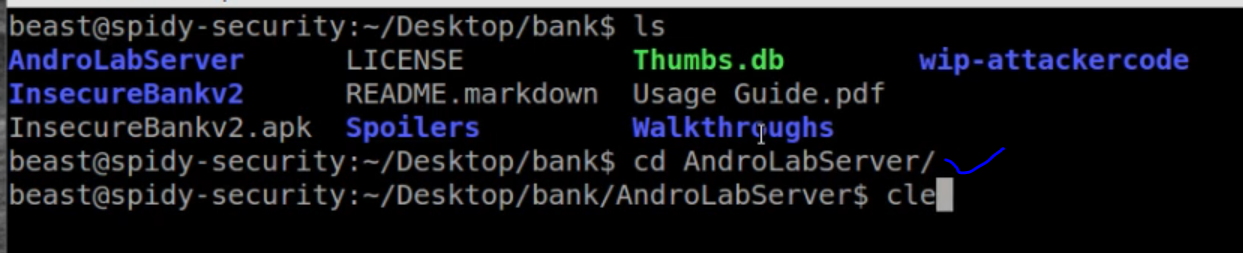 beast@spidy-security:~/Desktop/bank$ ls
AndroLabServer LICENSE Thumbs.db wip-attackercode
InsecureBankv2 README.markdown Usage Guide.pdf
InsecureBankv2.apk Spoilers Walkthroughs
beast@spidy-security:~/Desktop/bank$ cd AndroLabServer/
beast@spidy-security:~/Desktop/bank/AndroLabServer$ cle